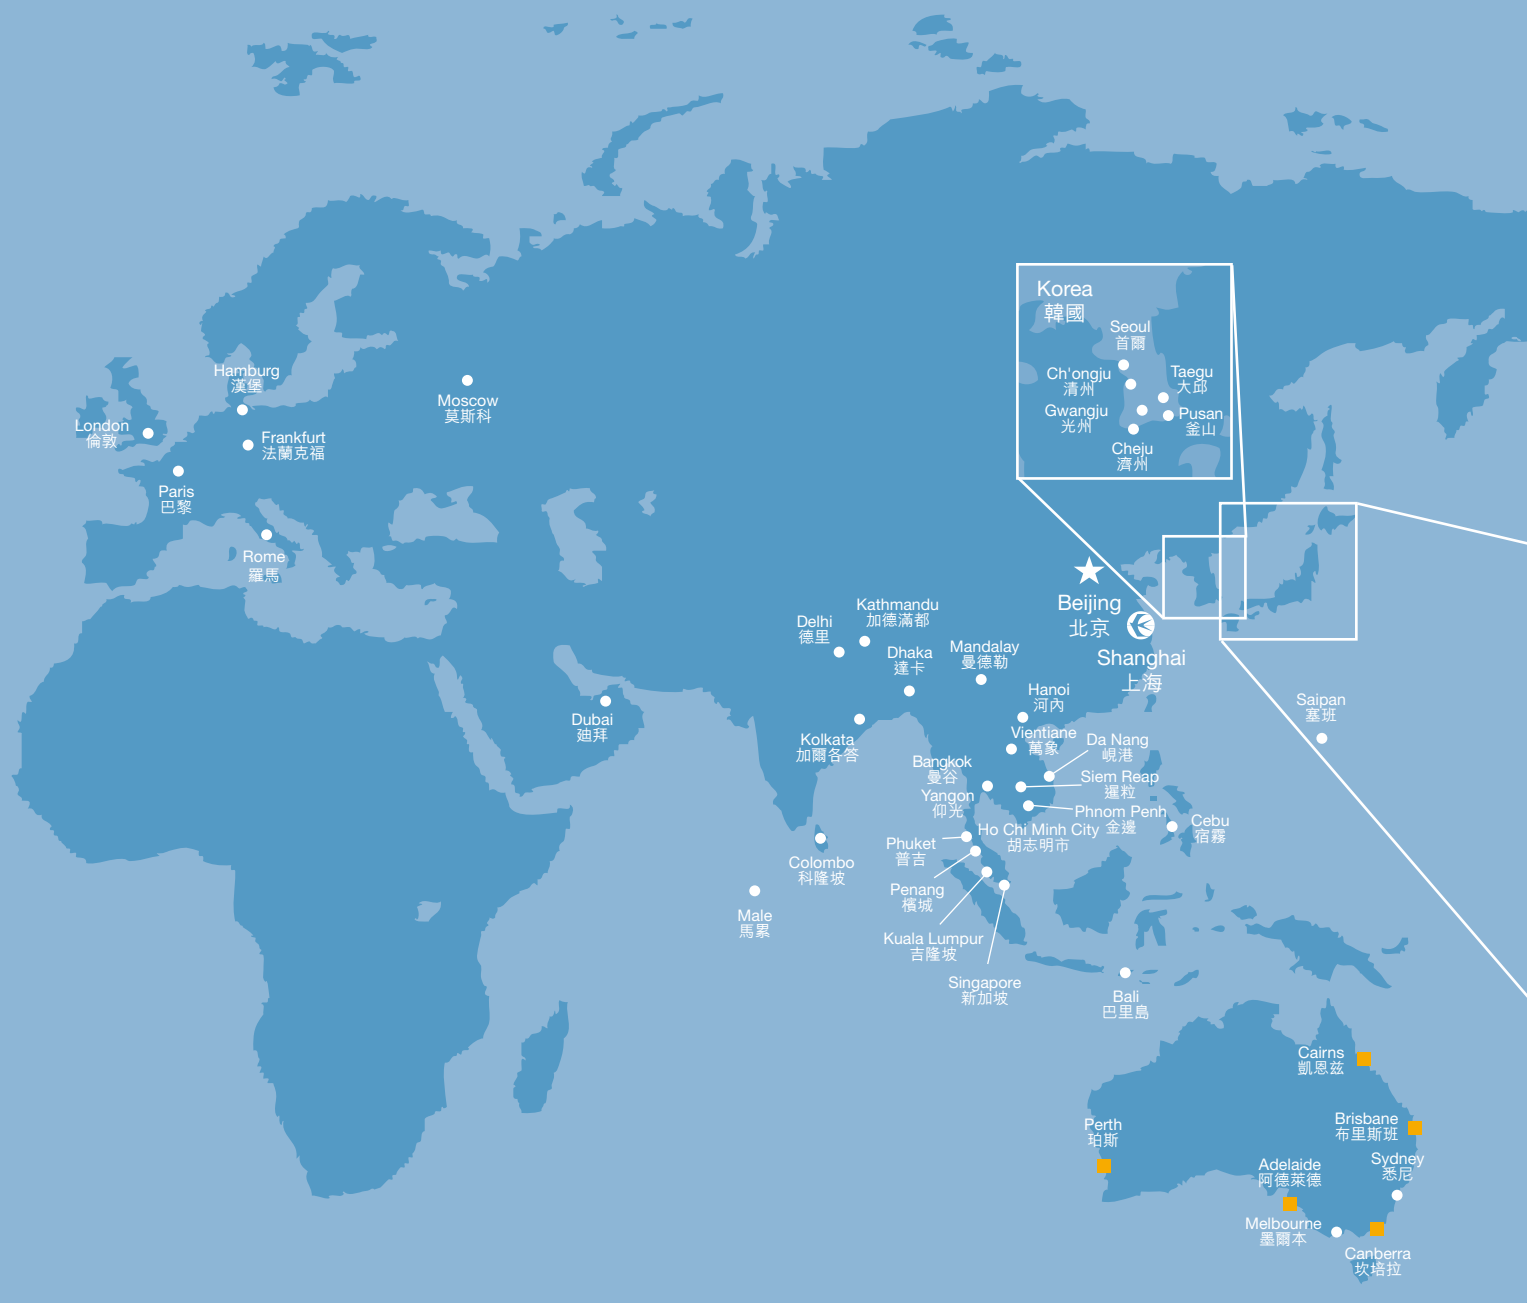 Korea
韓國
Seoul
首爾
Ch'ongju
清州
Taegu
大邱
Gwangju
光州
Pusan
釜山
Cheju
濟州
Hamburg
漢堡
Moscow
莫斯科
London
倫敦
Frankfurt
法蘭克福
Paris
巴黎
Rome
羅馬
Beijing
北京
Shanghai
上海
Kathmandu
加德滿都
Delhi
德里
Dhaka
達卡
Mandalay
曼德勒
Hanoi
河內
Saipan
塞班
Dubai
迪拜
Kolkata
加爾各答
Vientiane
萬象
Da Nang
峴港
Bangkok
曼谷
Siem Reap
暹粒
Yangon
仰光
Phnom Penh
金邊
Ho Chi Minh City
胡志明市
Cebu
宿霧
Phuket
普吉
Colombo
科隆坡
Penang
檳城
Male
馬累
Kuala Lumpur
吉隆坡
Singapore
新加坡
Bali
巴里島
Cairns
凱恩茲
Perth
珀斯
Brisbane
布里斯班
Adelaide
阿德萊德
Sydney
悉尼
Melbourne
墨爾本
Canberra
坎培拉